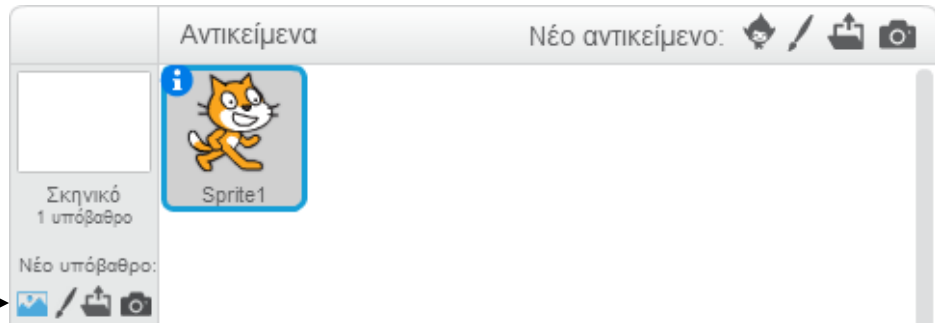 Αντικείμενα
Νέο αντικείμενο:
Sprite1
Σκηνικό
1 υπόβαθρο
Νέο υπόβαθρο: